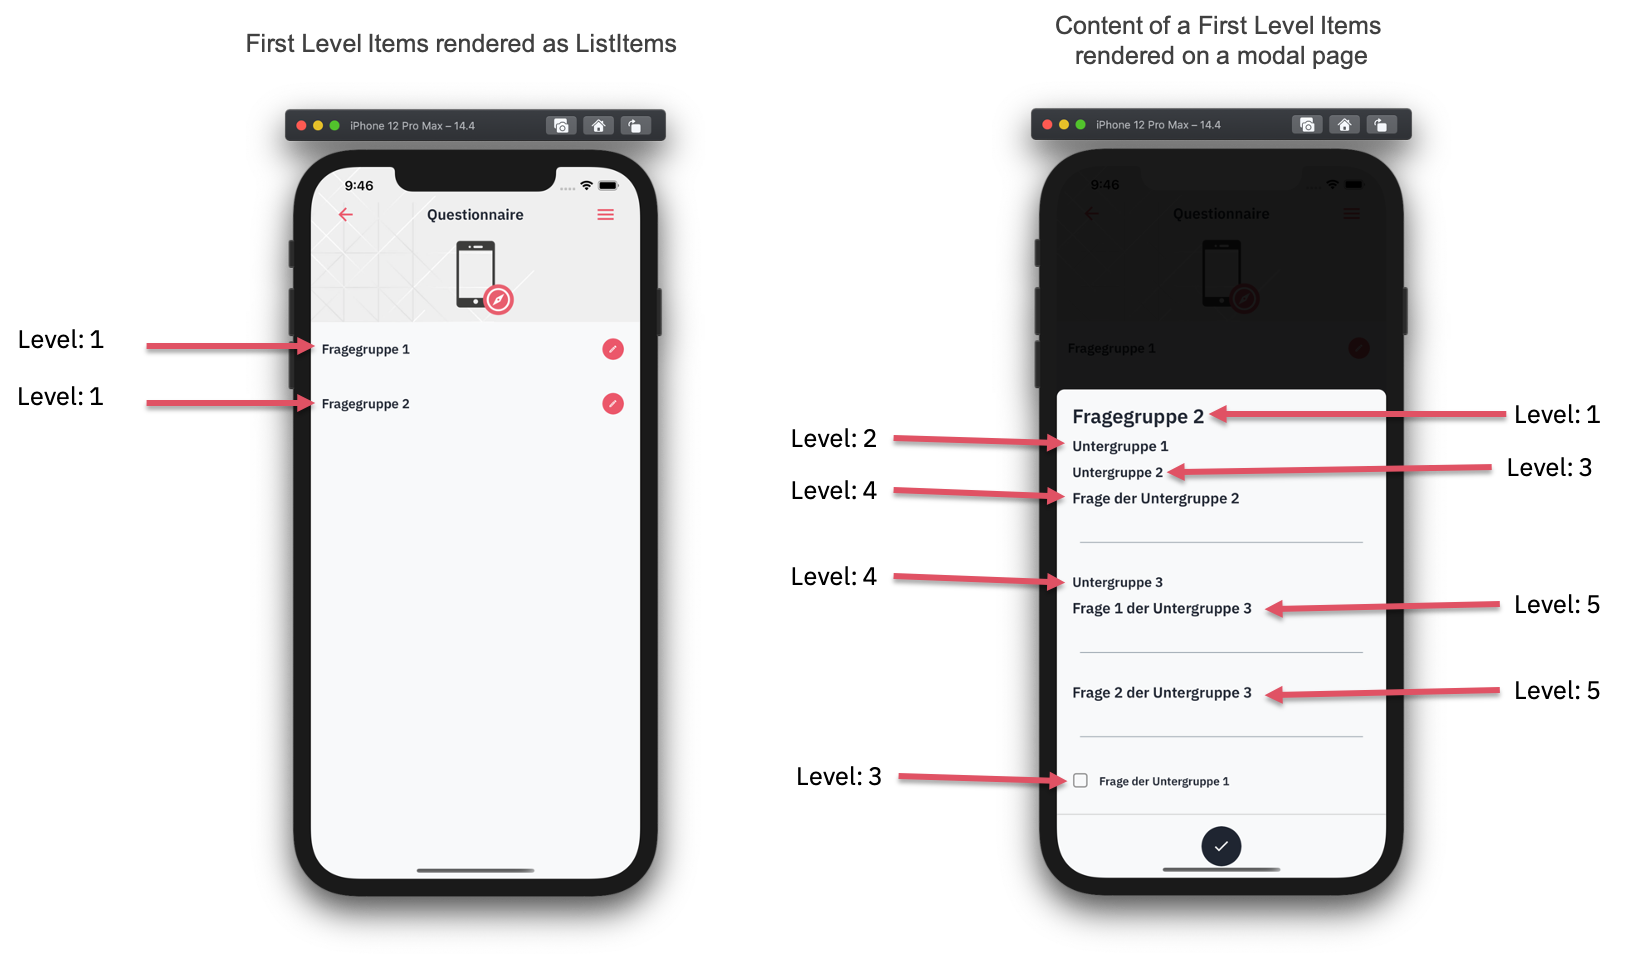 First Level Items rendered as ListItems
iPhone 12 Pro Max – 14.4
9:46
Questionnaire
Level: 1
Fragegruppe 1
Level: 1
Fragegruppe 2
Content of a First Level Items
rendered on a modal page
iPhone 12 Pro Max – 14.4
9:46
Questionnaire
Fragegruppe 1
Fragegruppe 2
Level: 1
Level: 2
Untergruppe 1
Untergruppe 2
Level: 3
Level: 4
Frage der Untergruppe 2
Level: 4
Untergruppe 3
Frage 1 der Untergruppe 3
Level: 5
Frage 2 der Untergruppe 3
Level: 5
Level: 3
Frage der Untergruppe 1